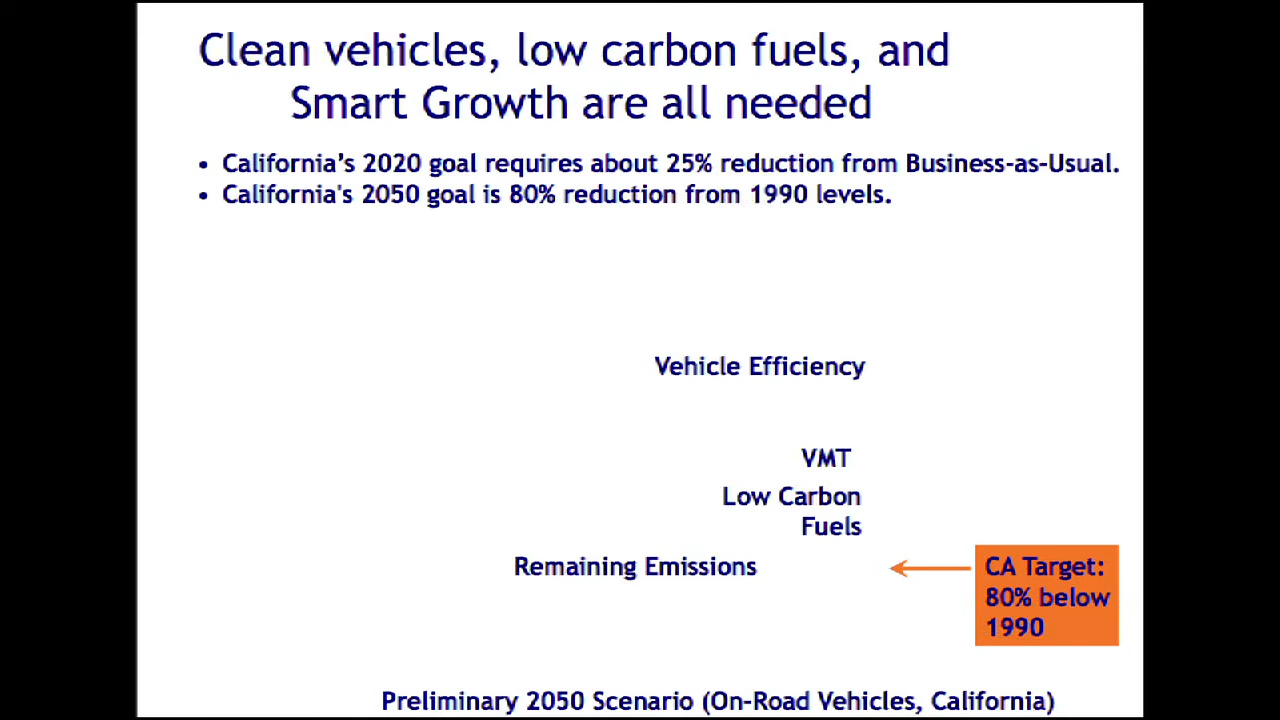 Clean vehicles, low carbon fuels, and
Smart Growth are all needed
• California’s 2020 goal requires about 25% reduction from Business-as-Usual.
• California's 2050 goal is 80% reduction from 1990 levels.
Vehicle Efficiency
VMT
Low Carbon
Fuels
Remaining Emissions
CA Target:
80% below
1990
Preliminary 2050 Scenario (On-Road Vehicles, California)